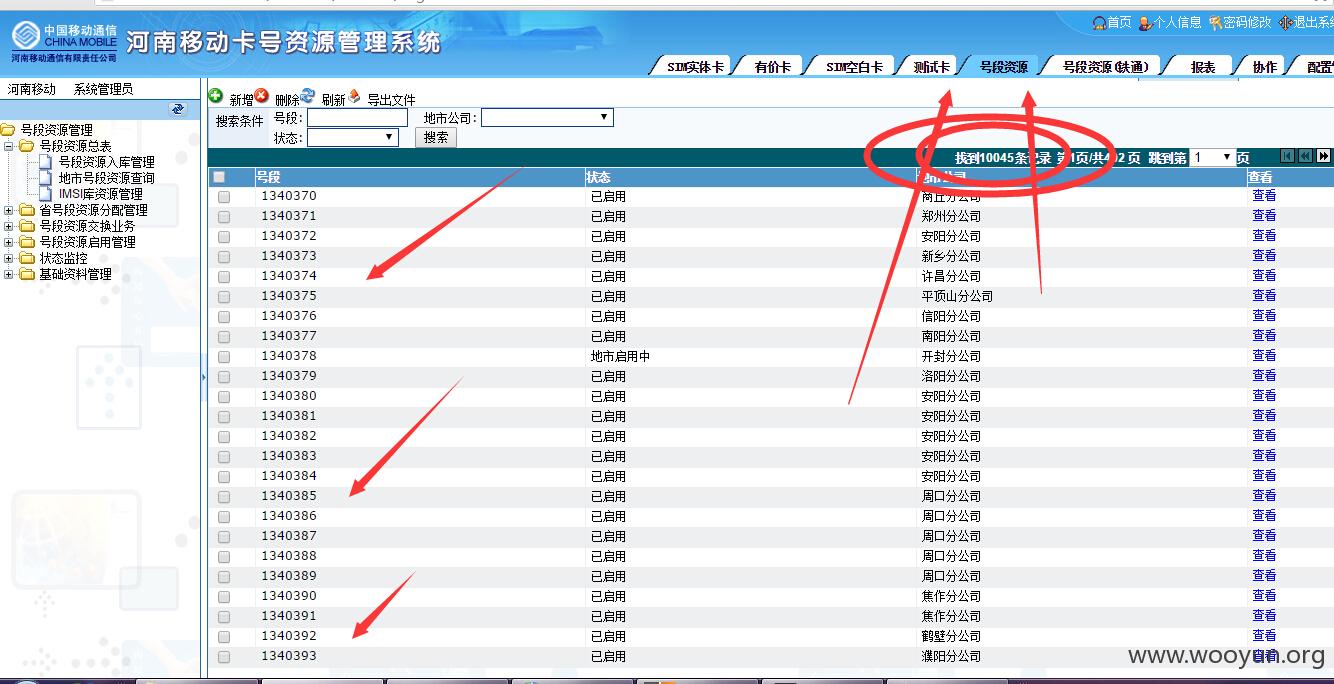 中国移动通信
CHINA MOBILE
河南移动通信有限责任公司
河南移动卡号资源管理系统
首页 个人信息 密码修改 退出系统
SIM实体卡 有价卡 SIM空白卡 测试卡 号段资源 号段资源(铁通) 报表 协作 配置
河南移动 系统管理员
号段资源管理
号段资源总表
号段资源入库管理
地市号段资源查询
IMSI库资源管理
省号段资源分配管理
号段资源交换业务
号段资源启用管理
状态监控
基础资料管理
新增 删除 刷新 导出文件
搜索条件 号段: 地市公司:
状态: 搜索
找到10045条记录 第1页/共402 页 跳到第 1 页
号段 状态 地市公司 查看
1340370 已启用 商丘分公司 查看
1340371 已启用 郑州分公司 查看
1340372 已启用 安阳分公司 查看
1340373 已启用 新乡分公司 查看
1340374 已启用 许昌分公司 查看
1340375 已启用 平顶山分公司 查看
1340376 已启用 信阳分公司 查看
1340377 已启用 南阳分公司 查看
1340378 地市启用中 开封分公司 查看
1340379 已启用 洛阳分公司 查看
1340380 已启用 安阳分公司 查看
1340381 已启用 安阳分公司 查看
1340382 已启用 安阳分公司 查看
1340383 已启用 安阳分公司 查看
1340384 已启用 安阳分公司 查看
1340385 已启用 周口分公司 查看
1340386 已启用 周口分公司 查看
1340387 已启用 周口分公司 查看
1340388 已启用 周口分公司 查看
1340389 已启用 周口分公司 查看
1340390 已启用 焦作分公司 查看
1340391 已启用 焦作分公司 查看
1340392 已启用 鹤壁分公司 查看
1340393 已启用 濮阳分公司 查看
www.wooyun.org